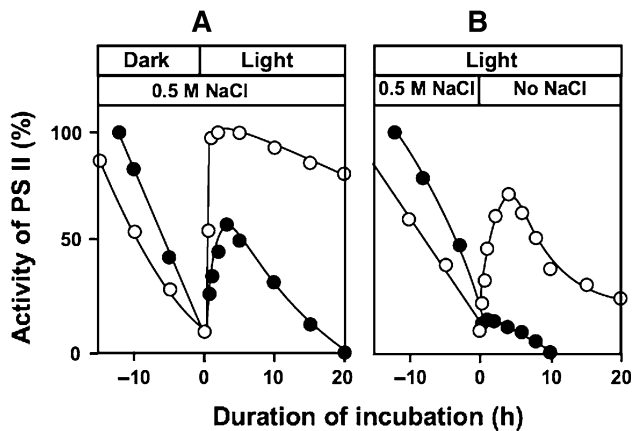 A B
Dark Light Light
0.5 M NaCl 0.5 M NaCl No NaCl
Activity of PS II (%)
100
50
0
–10 0 10 20 –10 0 10 20
Duration of incubation (h)